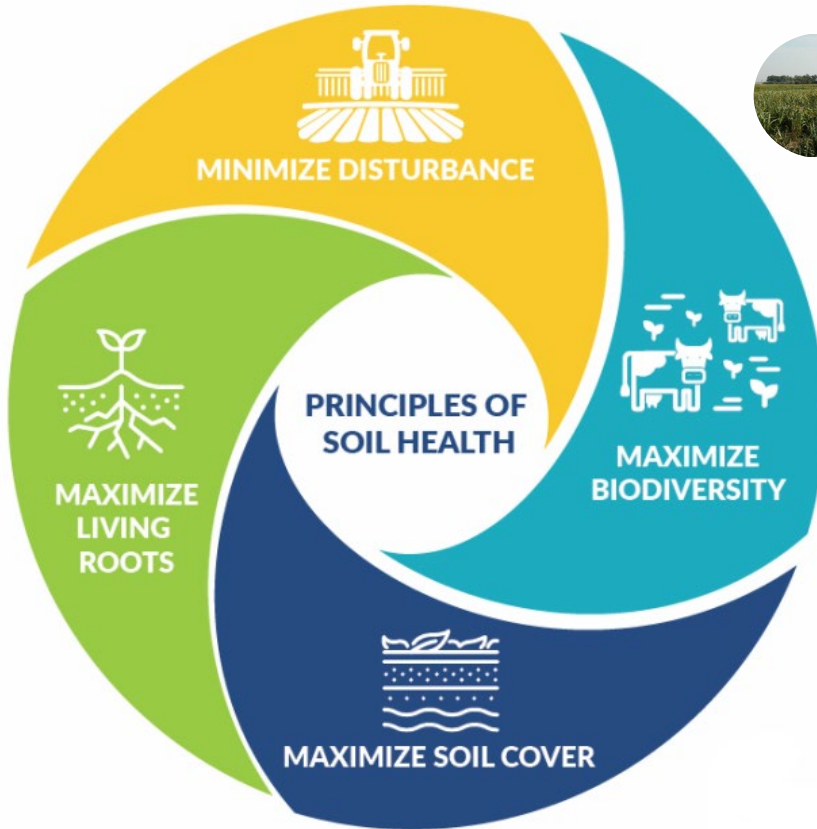 MINIMIZE DISTURBANCE
PRINCIPLES OF
SOIL HEALTH
MAXIMIZE
BIODIVERSITY
MAXIMIZE
LIVING
ROOTS
MAXIMIZE SOIL COVER